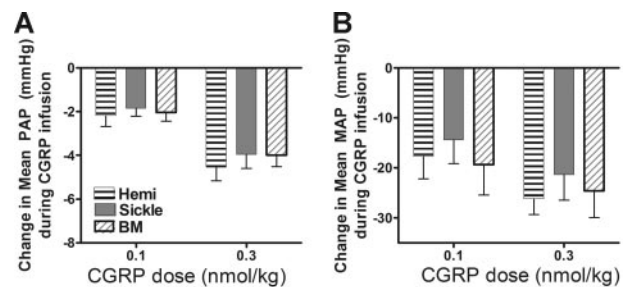 A
Change in Mean PAP (mmHg)
during CGRP infusion
0
-2
-4
-6
-8
Hemi
Sickle
BM
0.1
0.3
CGRP dose (nmol/kg)
B
Change in Mean MAP (mmHg)
during CGRP infusion
0
-10
-20
-30
0.1
0.3
CGRP dose (nmol/kg)